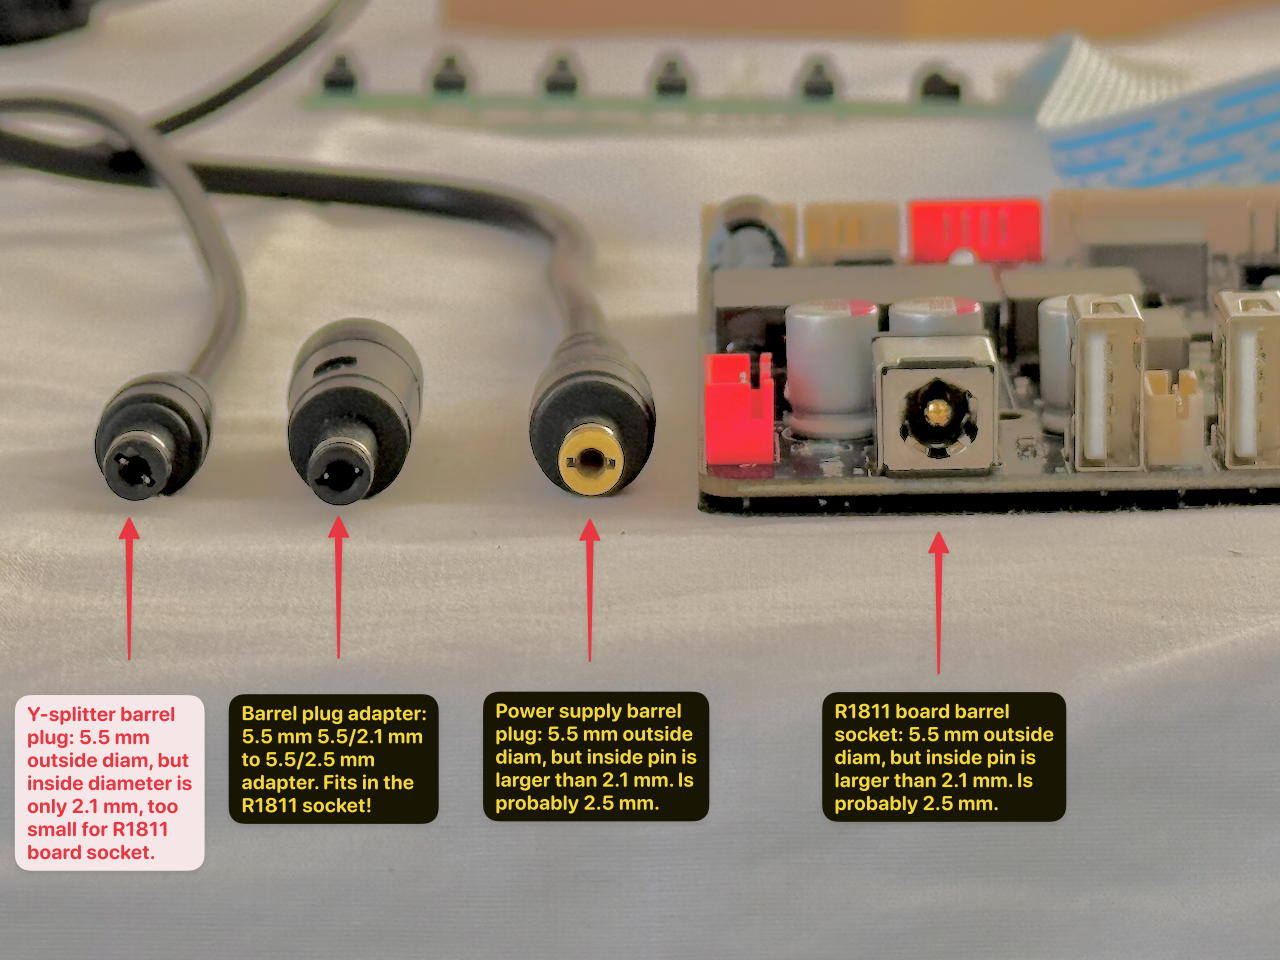 Y-splitter barrel
plug: 5.5 mm
outside diam, but
inside diameter is
only 2.1 mm, too
small for R1811
board socket.
Barrel plug adapter:
5.5 mm 5.5/2.1 mm
to 5.5/2.5 mm
adapter. Fits in the
R1811 socket!
Power supply barrel
plug: 5.5 mm outside
diam, but inside pin is
larger than 2.1 mm. Is
probably 2.5 mm.
R1811 board barrel
socket: 5.5 mm outside
diam, but inside pin is
larger than 2.1 mm. Is
probably 2.5 mm.